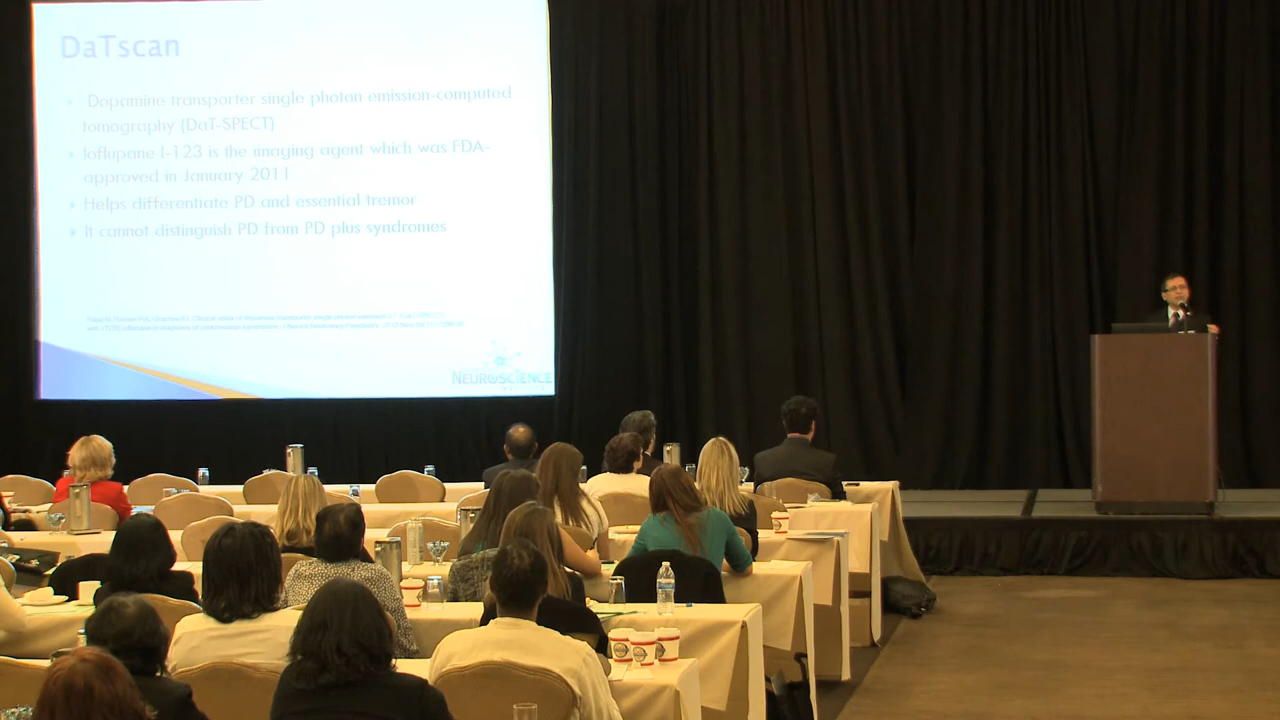 DaTscan
Dopamine transporter single photon emission-computed
tomography (DaT-SPECT)
Ioflupane I-123 is the imaging agent which was FDA-
approved in January 2011
Helps differentiate PD and essential tremor
It cannot distinguish PD from PD plus syndromes
NEUROSCIENCE